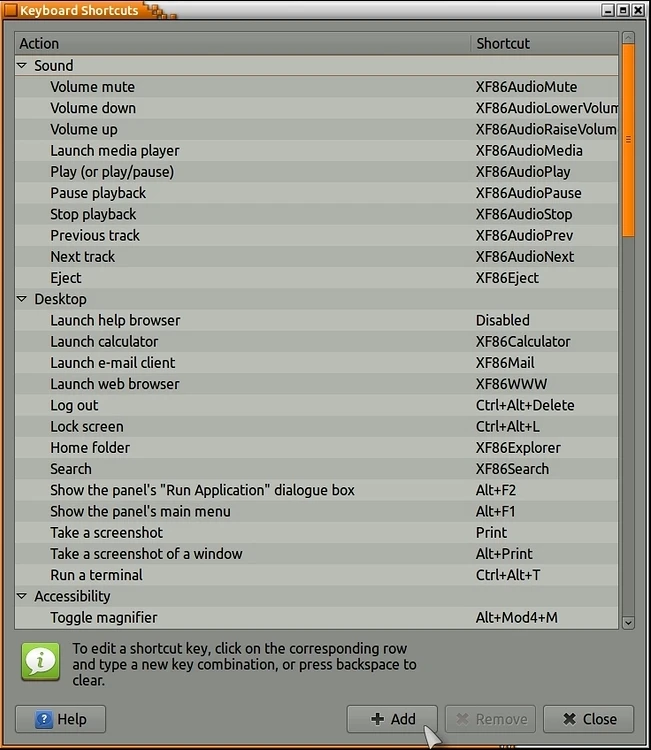 Keyboard Shortcuts
Action Shortcut
Sound
Volume mute XF86AudioMute
Volume down XF86AudioLowerVolum
Volume up XF86AudioRaiseVolum
Launch media player XF86AudioMedia
Play (or play/pause) XF86AudioPlay
Pause playback XF86AudioPause
Stop playback XF86AudioStop
Previous track XF86AudioPrev
Next track XF86AudioNext
Eject XF86Eject
Desktop
Launch help browser Disabled
Launch calculator XF86Calculator
Launch e-mail client XF86Mail
Launch web browser XF86WWW
Log out Ctrl+Alt+Delete
Lock screen Ctrl+Alt+L
Home folder XF86Explorer
Search XF86Search
Show the panel's "Run Application" dialogue box Alt+F2
Show the panel's main menu Alt+F1
Take a screenshot Print
Take a screenshot of a window Alt+Print
Run a terminal Ctrl+Alt+T
Accessibility
Toggle magnifier Alt+Mod4+M
To edit a shortcut key, click on the corresponding row
and type a new key combination, or press backspace to
clear.
Help Add Remove Close